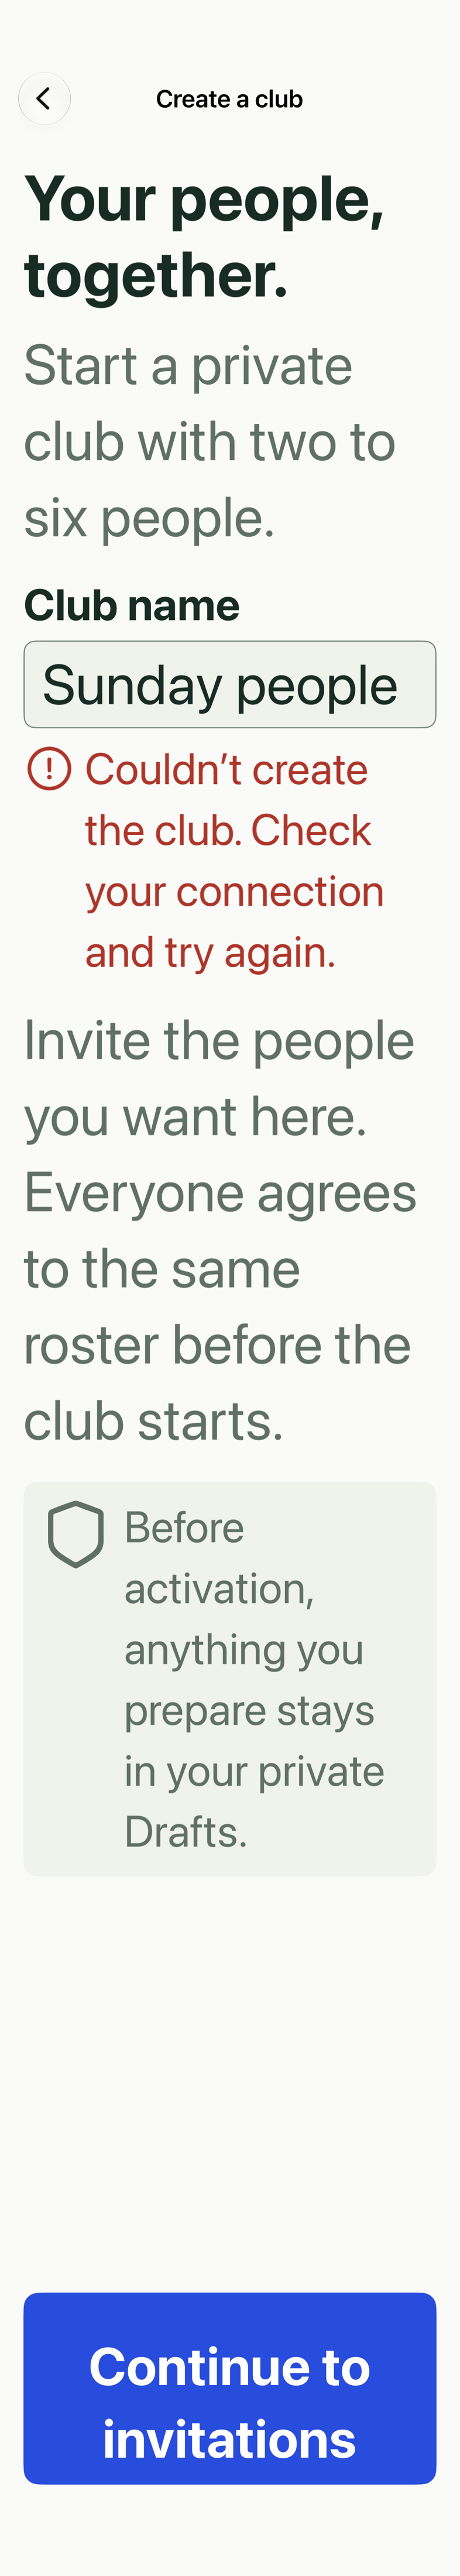 Create a club
Your people,
together.
Start a private
club with two to
six people.
Club name
Sunday people
Couldn’t create
the club. Check
your connection
and try again.
Invite the people
you want here.
Everyone agrees
to the same
roster before the
club starts.
Before
activation,
anything you
prepare stays
in your private
Drafts.
Continue to
invitations